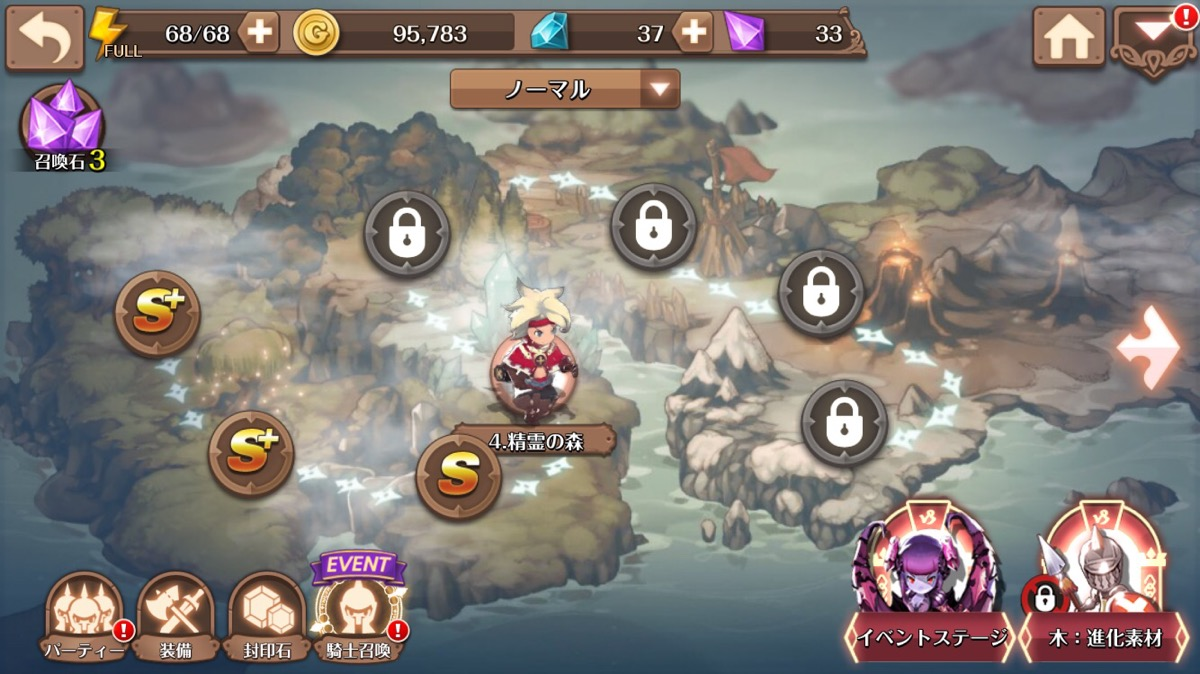 FULL
68/68
G
95,783
37
33
!
ノーマル
召喚石3
S+
S+
S
4.精霊の森
EVENT
パーティー
!
装備
封印石
騎士召喚
!
イベントステージ
木:進化素材